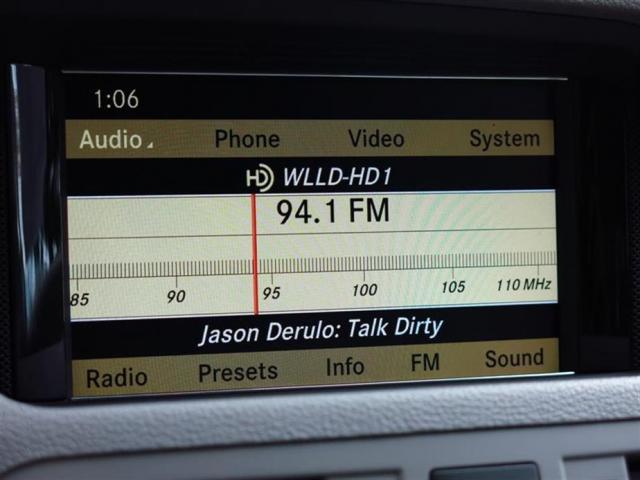 1:06
Audio Phone Video System
HD WLLD-HD1
94.1 FM
85 90 95 100 105 110 MHz
Jason Derulo: Talk Dirty
Radio Presets Info FM Sound